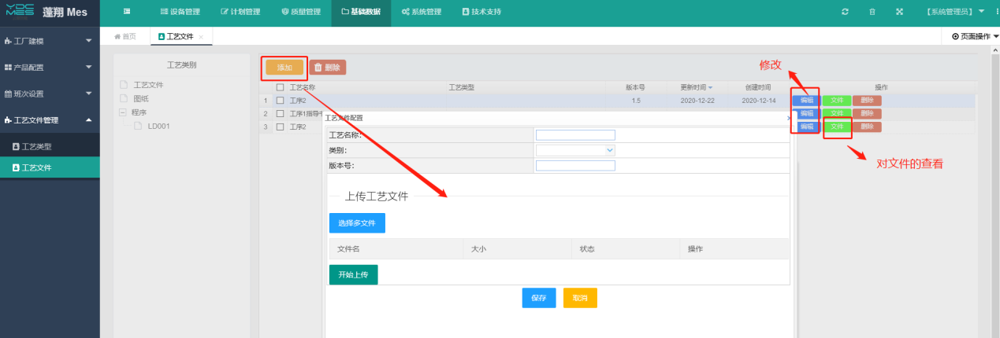 YDC
MES 蓬翔 Mes 设备管理 计划管理 质量管理 基础数据 系统管理 技术支持 【系统管理员】
工厂建模 首页 工艺文件 页面操作
产品配置
班次设置
工艺文件管理
工艺类型
工艺文件
工艺类别
工艺文件
图纸
程序
LD001
添加 删除
修改
工艺名称 工艺类型 版本号 更新时间 创建时间 操作
1 工序2 1.5 2020-12-22 2020-12-14 编辑 文件 删除
2 工序1指导书 编辑 文件 删除
3 工序2 编辑 文件 删除
对文件的查看
工艺文件配置
工艺名称:
类别:
版本号:
上传工艺文件
选择多文件
文件名 大小 状态 操作
开始上传
保存 取消